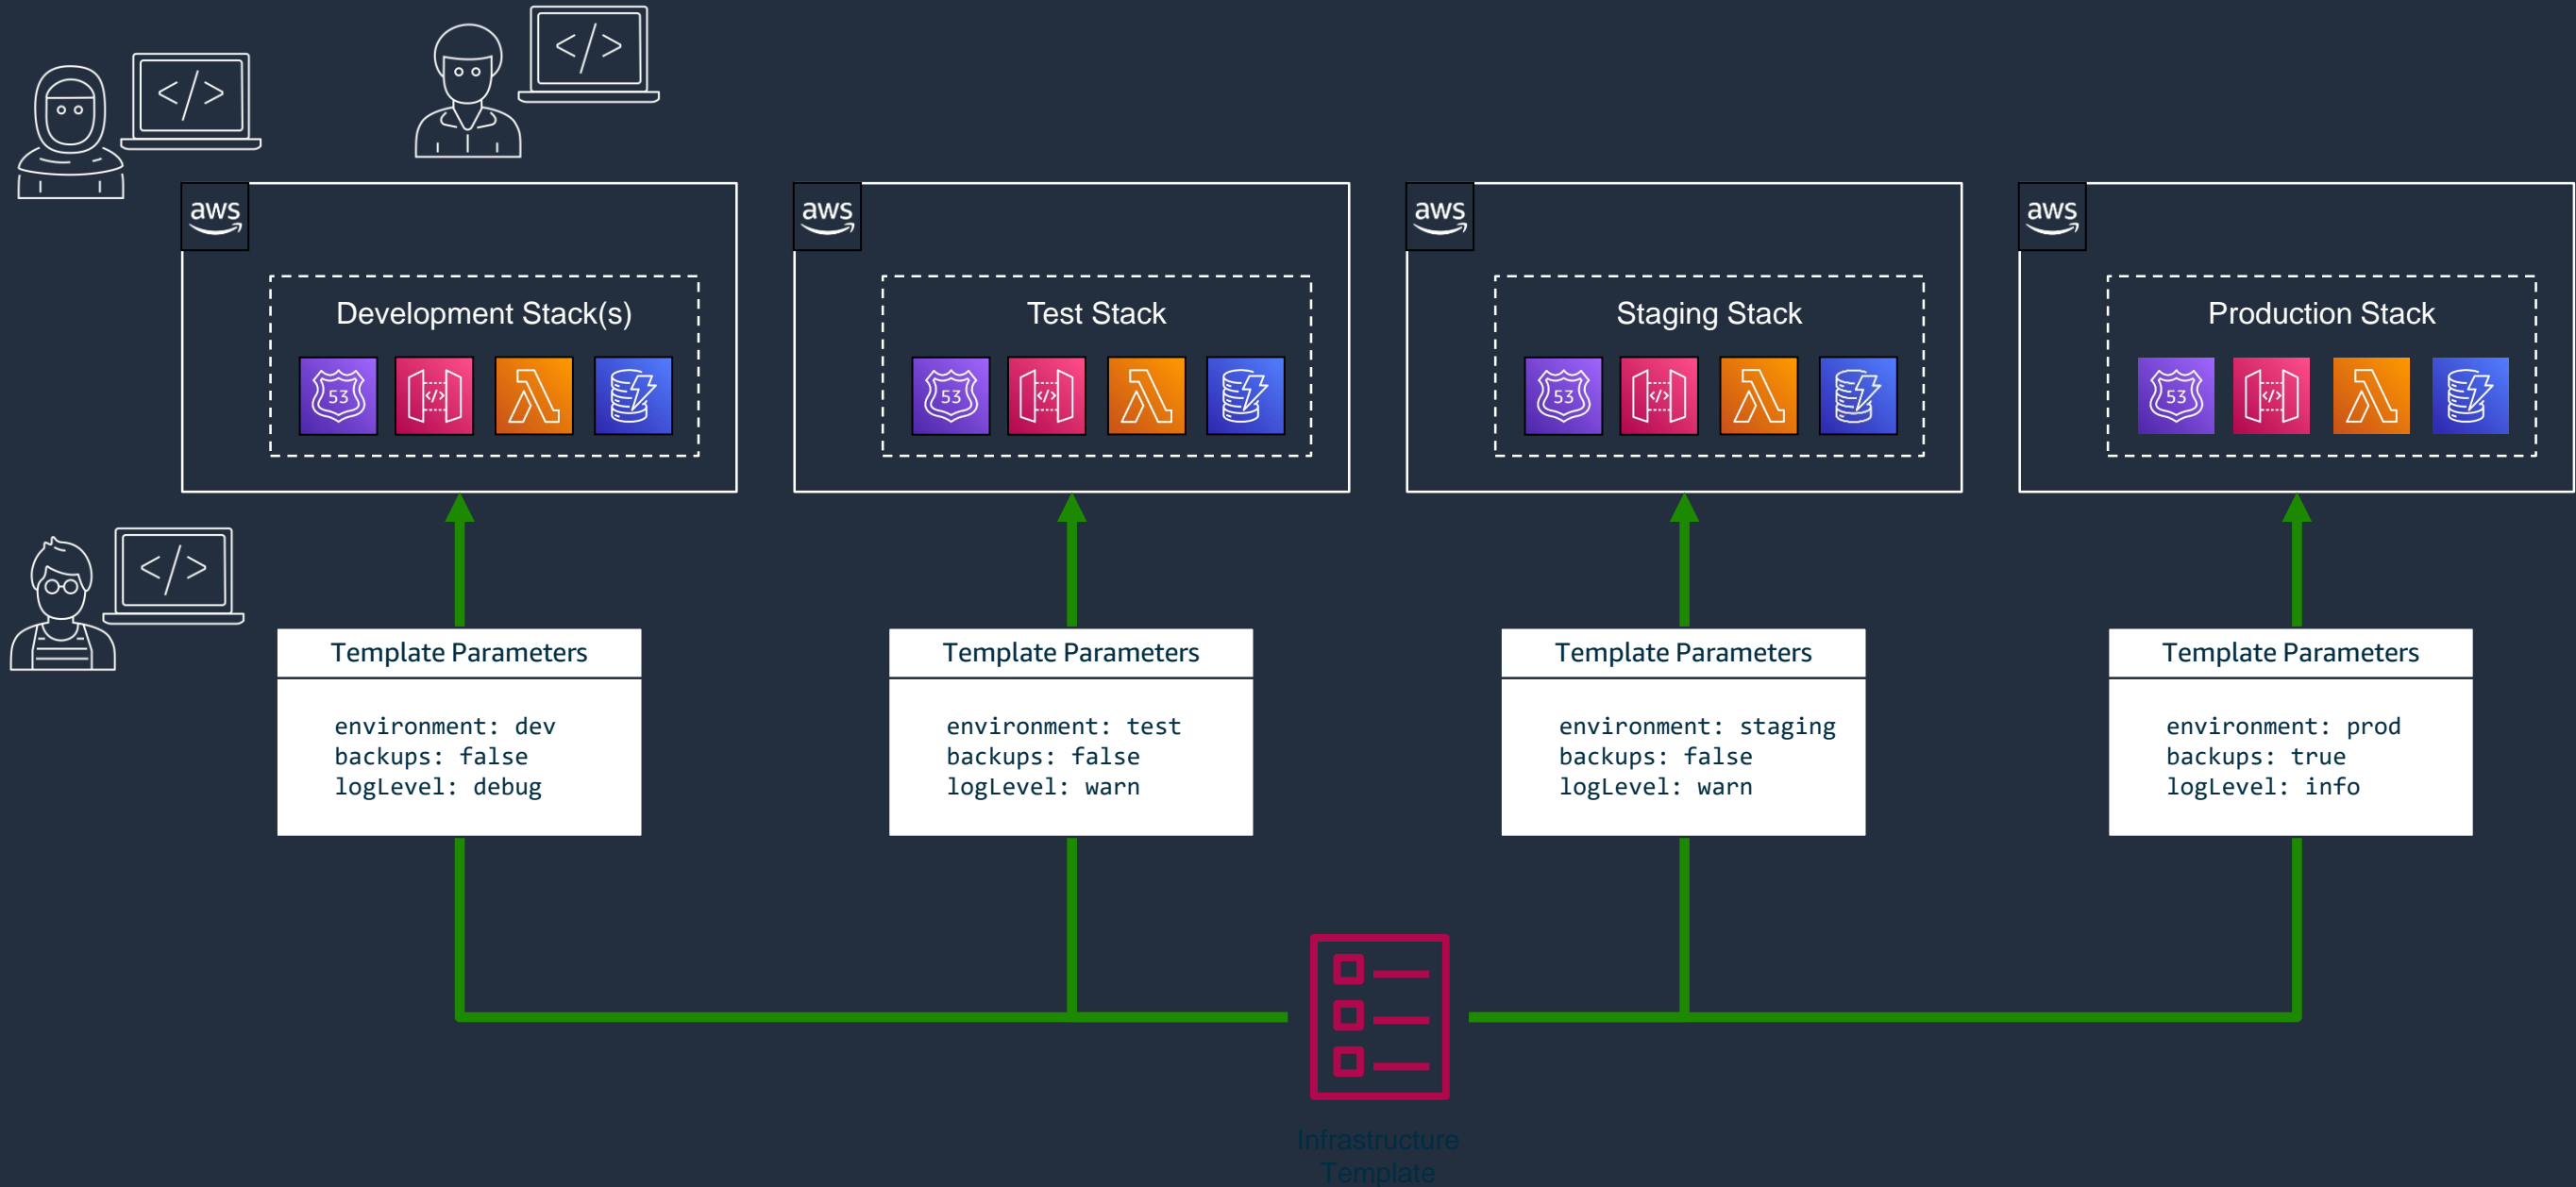 </>
</>
aws
Development Stack(s)
53
</>
aws
Test Stack
53
</>
aws
Staging Stack
53
</>
aws
Production Stack
53
</>
</>
Template Parameters
environment: dev
backups: false
logLevel: debug
Template Parameters
environment: test
backups: false
logLevel: warn
Template Parameters
environment: staging
backups: false
logLevel: warn
Template Parameters
environment: prod
backups: true
logLevel: info
Infrastructure
Template